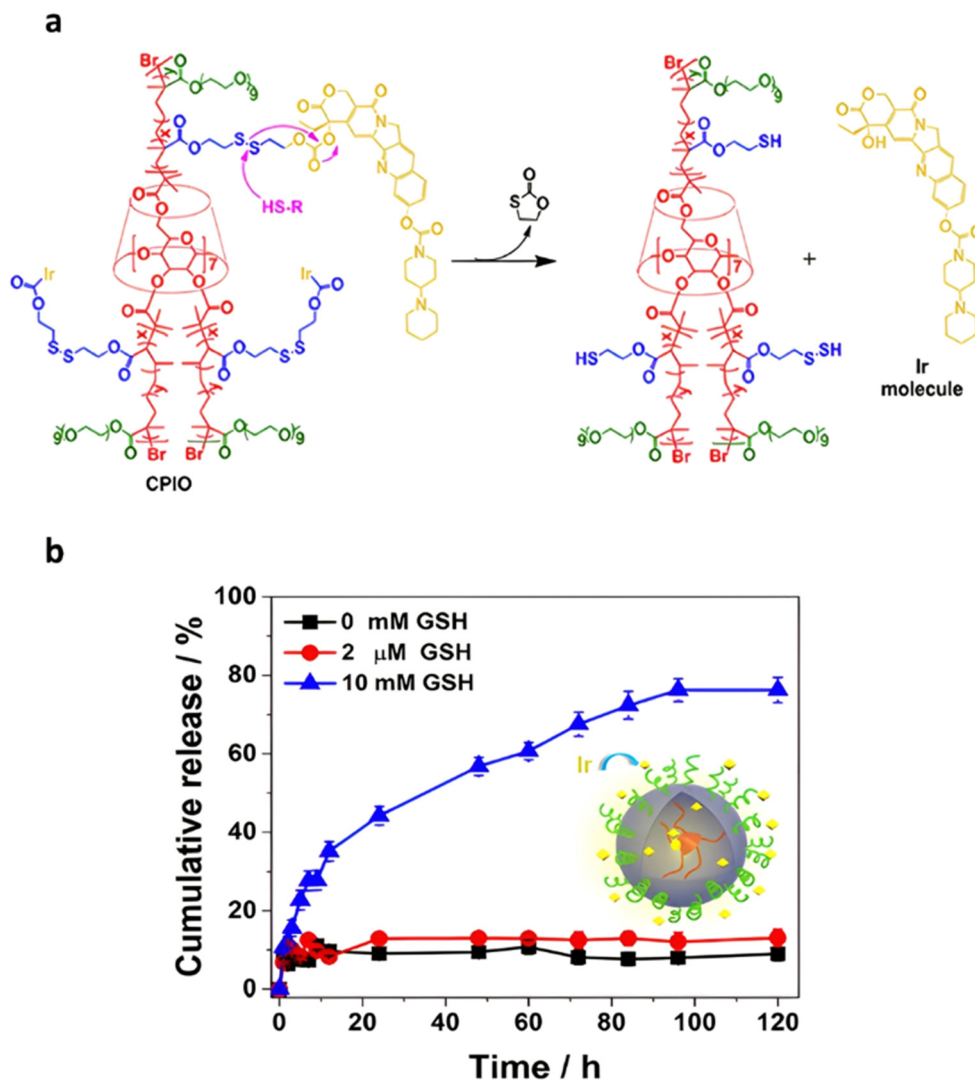 a
Br
O
O
O
9
x
O
O
S
S
O
O
O
O
O
O
O
N
N
HS-R
O
O
N
N
O
S
O
O
O
7
+
Ir
O
O
S
S
O
O
x
x
O
O
S
S
O
O
Ir
y
y
9
O
O
O
Br
Br
O
O
O
9
CPIO
Br
O
O
O
9
x
O
O
SH
O
O
O
OH
O
N
N
O
O
N
N
O
O
O
7
HS
O
O
x
x
O
O
S
SH
y
y
9
O
O
O
Br
Br
O
O
O
9
Ir
molecule
b
Cumulative release / %
100
80
60
40
20
0
0 mM GSH
2 μM GSH
10 mM GSH
Ir
0 20 40 60 80 100 120
Time / h